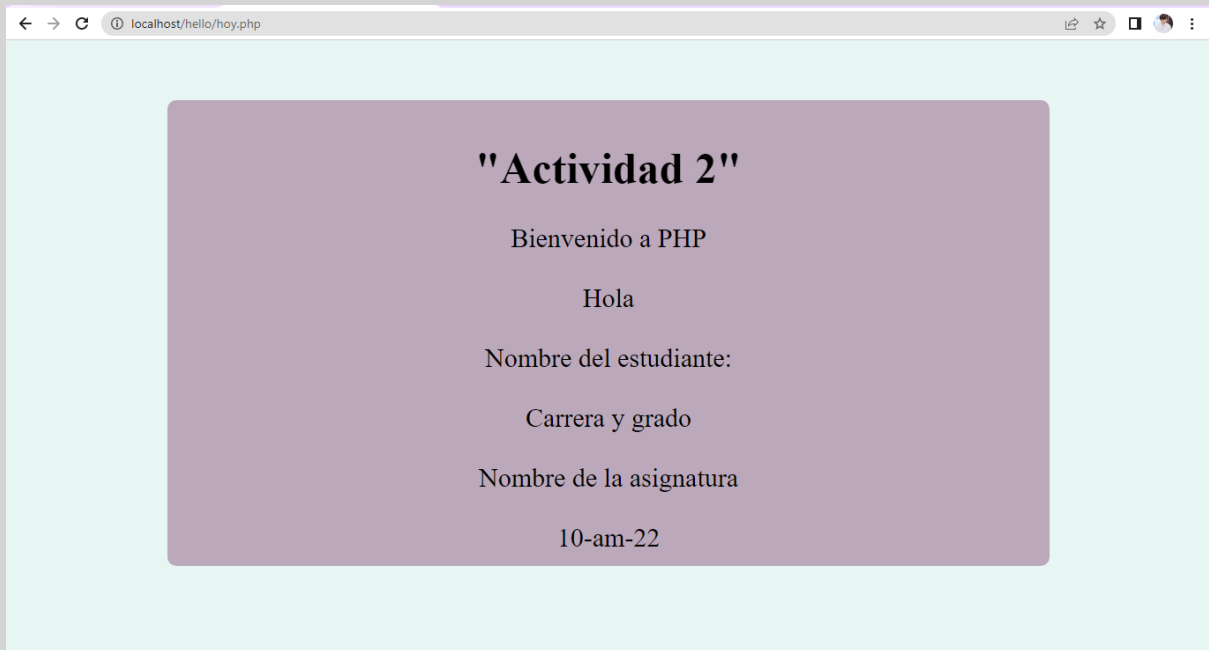 localhost/hello/hoy.php
"Actividad 2"
Bienvenido a PHP
Hola
Nombre del estudiante:
Carrera y grado
Nombre de la asignatura
10-am-22